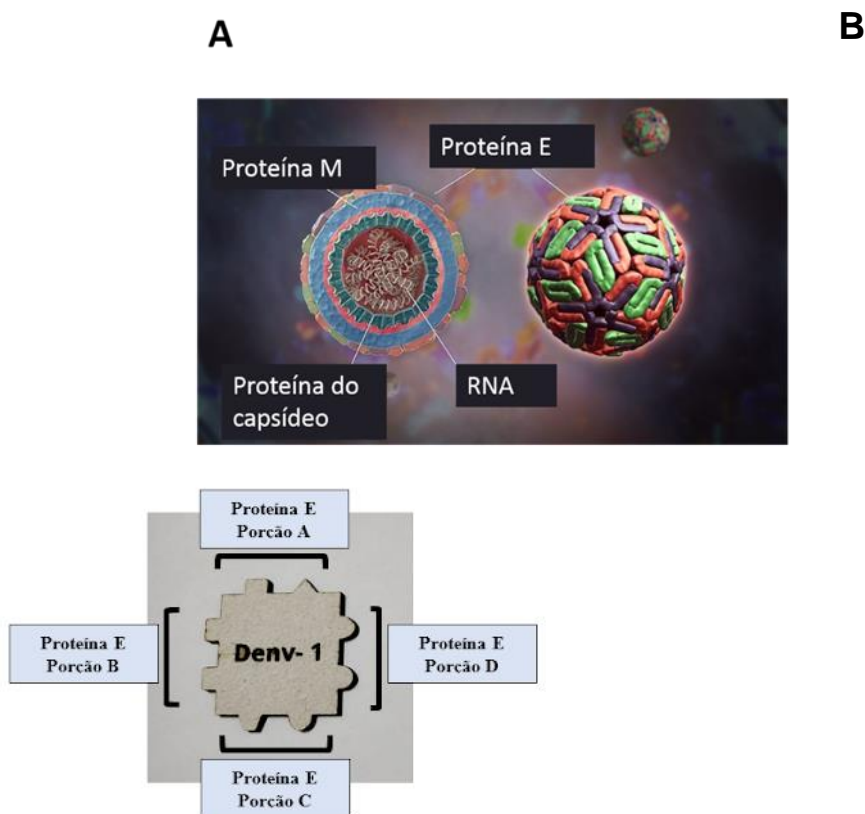 A
B
Proteína M
Proteína E
Proteína do
capsídeo
RNA
Proteína E
Porção A
Proteína E
Porção B
Denv- 1
Proteína E
Porção D
Proteína E
Porção C